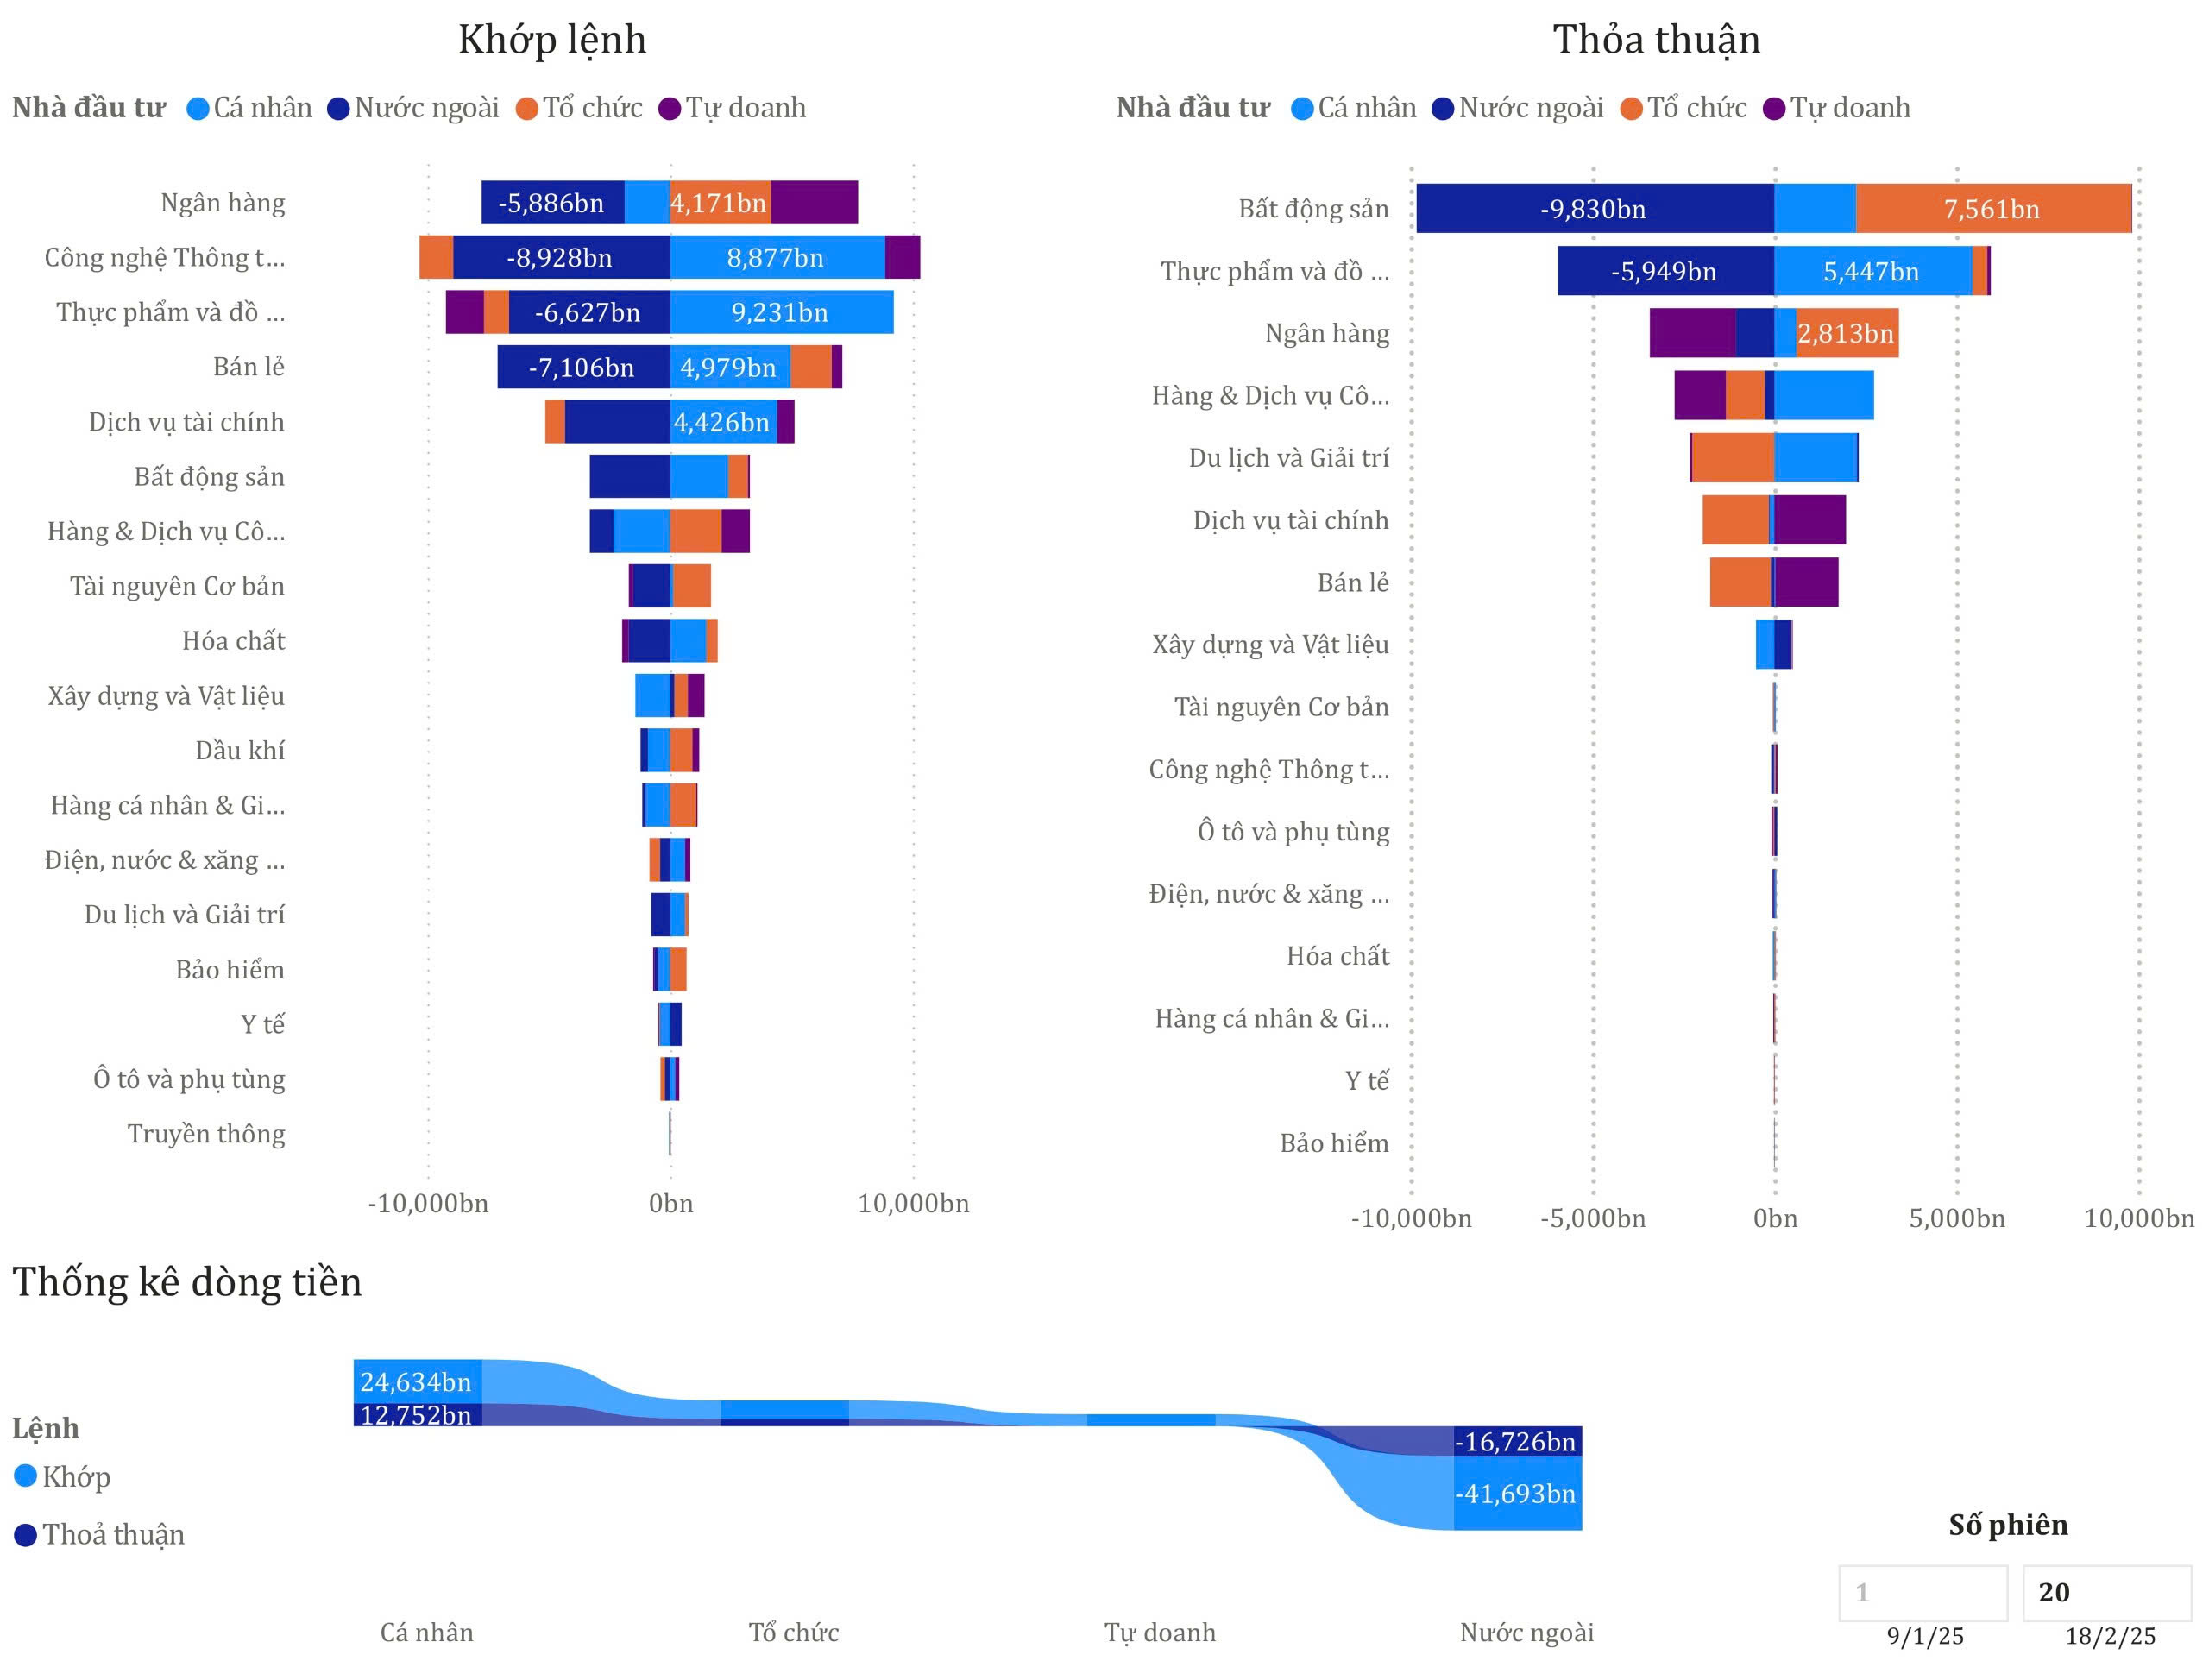 Khớp lệnh
Nhà đầu tư Cá nhân Nước ngoài Tổ chức Tự doanh
Ngân hàng -5,886bn 4,171bn
Công nghệ Thông t... -8,928bn 8,877bn
Thực phẩm và đồ ... -6,627bn 9,231bn
Bán lẻ -7,106bn 4,979bn
Dịch vụ tài chính 4,426bn
Bất động sản
Hàng & Dịch vụ Cô...
Tài nguyên Cơ bản
Hóa chất
Xây dựng và Vật liệu
Dầu khí
Hàng cá nhân & Gi...
Điện, nước & xăng ...
Du lịch và Giải trí
Bảo hiểm
Y tế
Ô tô và phụ tùng
Truyền thông
-10,000bn 0bn 10,000bn
Thỏa thuận
Nhà đầu tư Cá nhân Nước ngoài Tổ chức Tự doanh
Bất động sản -9,830bn 7,561bn
Thực phẩm và đồ ... -5,949bn 5,447bn
Ngân hàng 2,813bn
Hàng & Dịch vụ Cô...
Du lịch và Giải trí
Dịch vụ tài chính
Bán lẻ
Xây dựng và Vật liệu
Tài nguyên Cơ bản
Công nghệ Thông t...
Ô tô và phụ tùng
Điện, nước & xăng ...
Hóa chất
Hàng cá nhân & Gi...
Y tế
Bảo hiểm
-10,000bn -5,000bn 0bn 5,000bn 10,000bn
Thống kê dòng tiền
Lệnh
Khớp
Thoả thuận
24,634bn
12,752bn
-16,726bn
-41,693bn
Cá nhân Tổ chức Tự doanh Nước ngoài
Số phiên
1 20
9/1/25 18/2/25